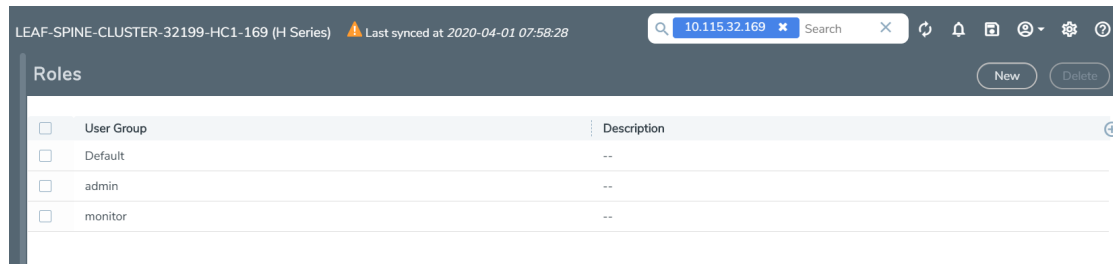 LEAF-SPINE-CLUSTER-32199-HC1-169 (H Series) Last synced at 2020-04-01 07:58:28 10.115.32.169 Search
Roles New Delete
User Group Description
Default --
admin --
monitor --